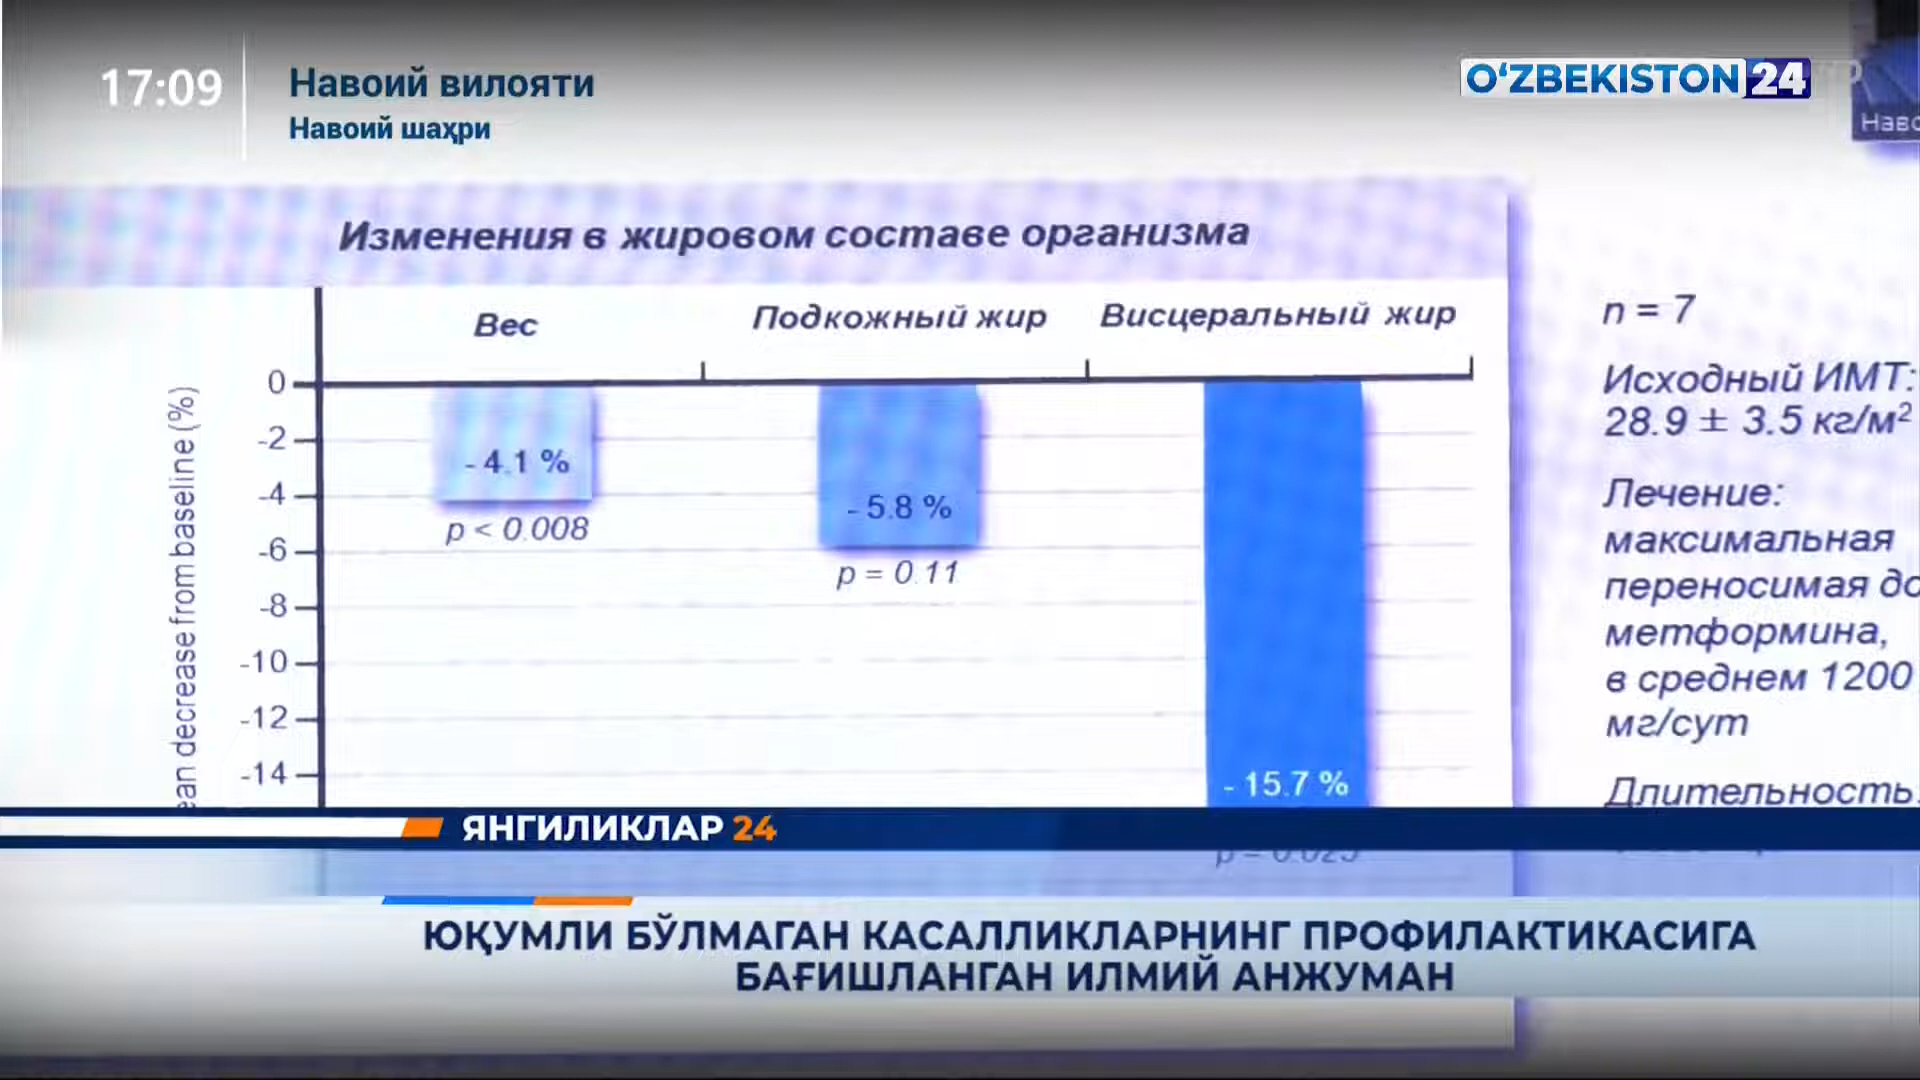 17:09
Навоий вилояти
Навоий шаҳри
O‘ZBEKISTON 24
Изменения в жировом составе организма
Вес
Подкожный жир
Висцеральный жир
0
-2
-4
-6
-8
-10
-12
-14
decrease from baseline (%)
- 4.1 %
p < 0.008
- 5.8 %
p = 0.11
- 15.7 %
n = 7
Исходный ИМТ:
28.9 ± 3.5 кг/м²
Лечение:
максимальная
переносимая
метформина,
в среднем 1200
мг/сут
Длительность:
ЯНГИЛИКЛАР 24
ЮҚУМЛИ БЎЛМАГАН КАСАЛЛИКЛАРНИНГ ПРОФИЛАКТИКАСИГА
БАҒИШЛАНГАН ИЛМИЙ АНЖУМАН